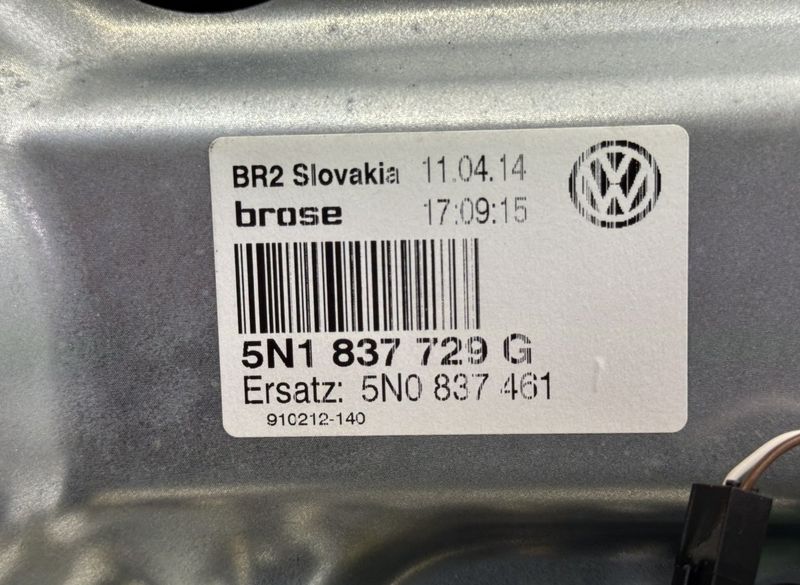 BR2 Slovakia 11.04.14
brose 17:09:15
5N1 837 729 G
Ersatz: 5N0 837 461
910212-140